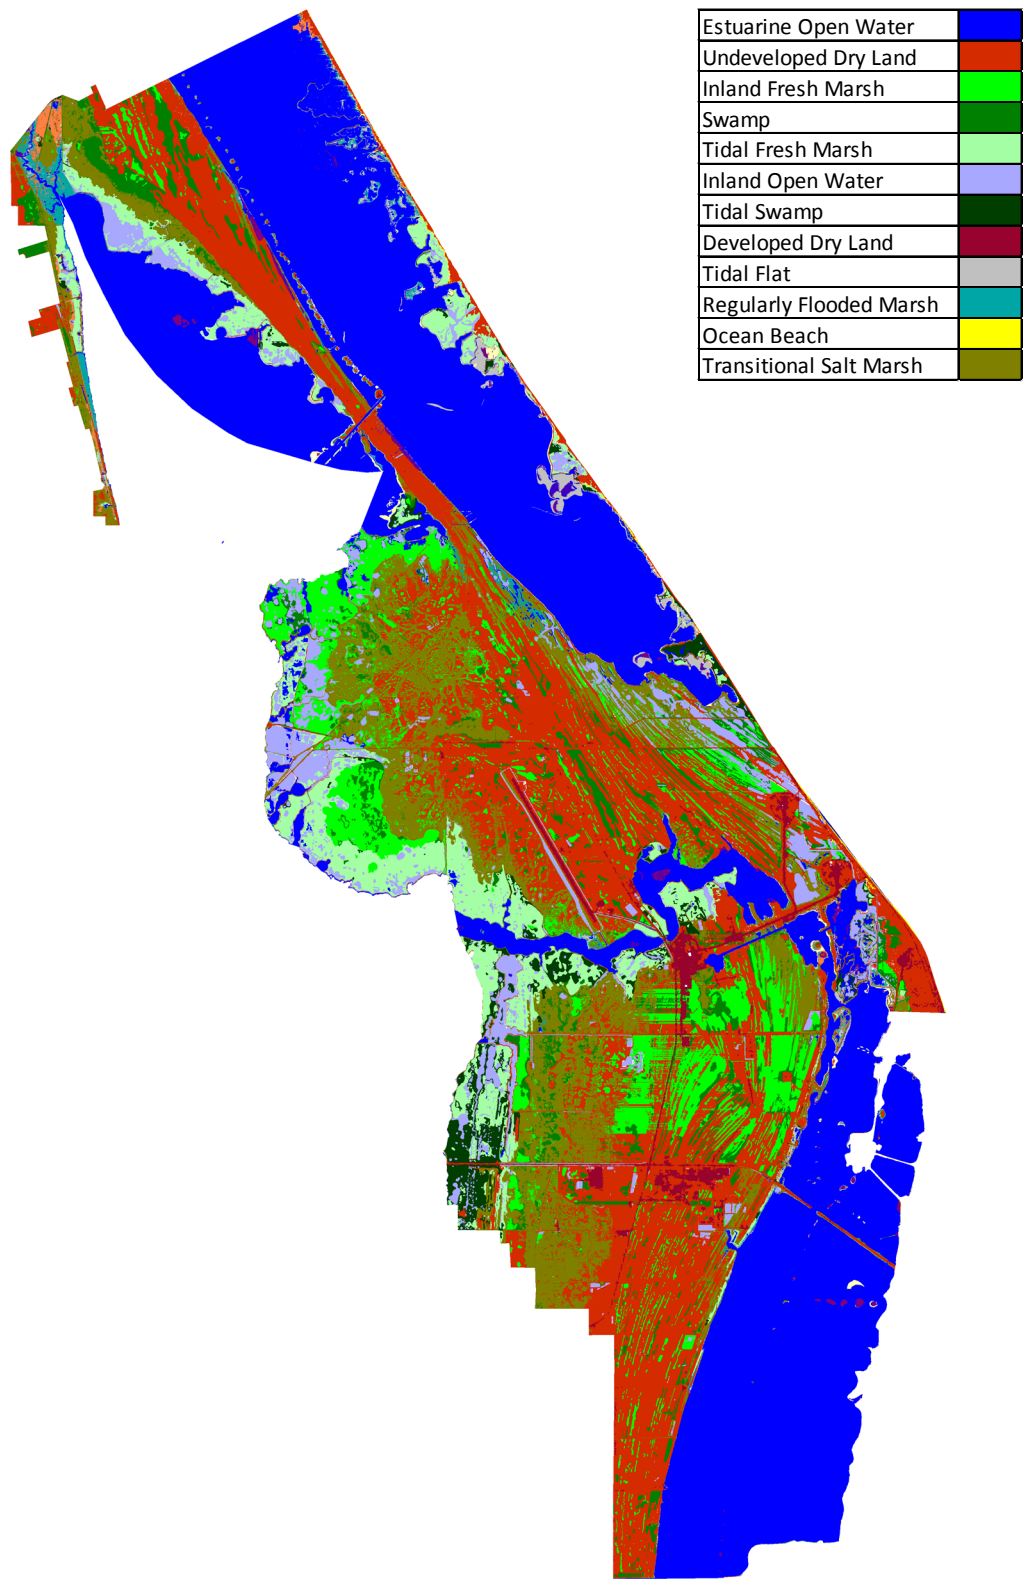 Estuarine Open Water
Undeveloped Dry Land
Inland Fresh Marsh
Swamp
Tidal Fresh Marsh
Inland Open Water
Tidal Swamp
Developed Dry Land
Tidal Flat
Regularly Flooded Marsh
Ocean Beach
Transitional Salt Marsh